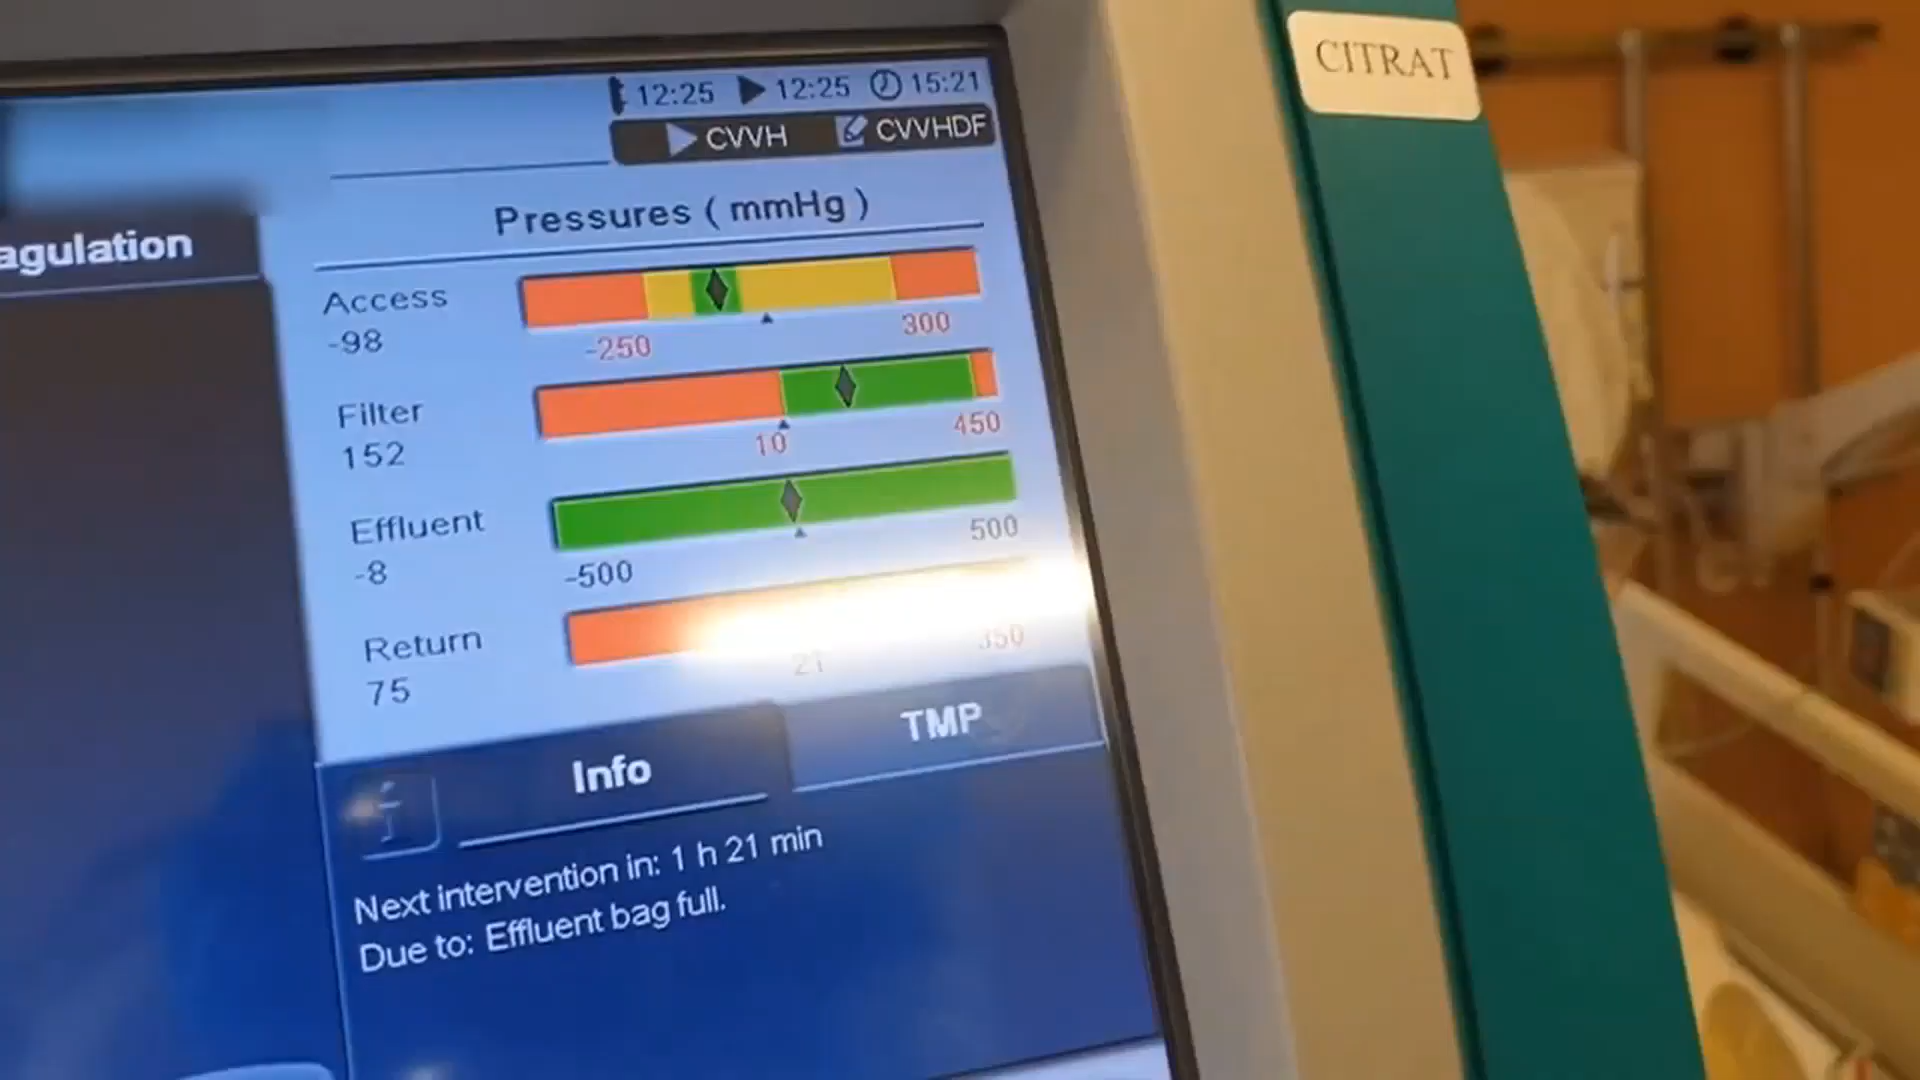 12:25 12:25 15:21
CITRAT
CVVH CVVHDF
Pressures ( mmHg )
agulation
Access
-98
-250 300
Filter
152
10 450
Effluent
-8
-500 500
Return
75
21 350
TMP
Info
Next intervention in: 1 h 21 min
Due to: Effluent bag full.